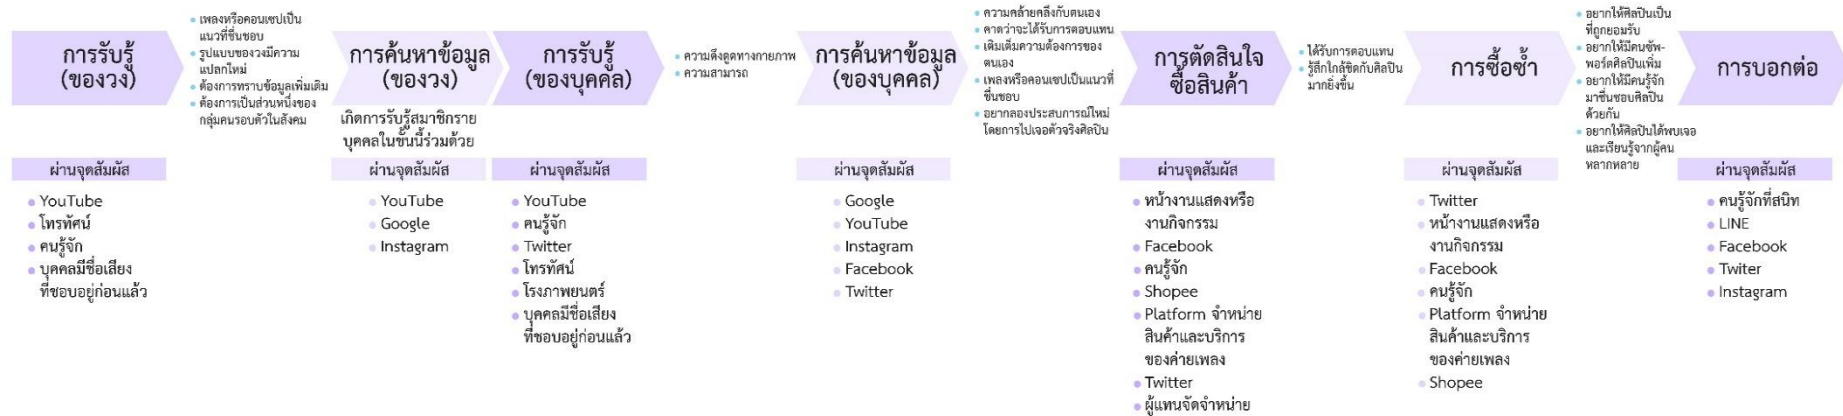 การรับรู้
(ของวง)
เพลงหรือคอนเซปเป็น
แนวที่ชื่นชอบ
รูปแบบของวงมีความ
แปลกใหม่
ต้องการทราบข้อมูลเพิ่มเติม
ต้องการเป็นส่วนหนึ่งของ
กลุ่มคนรอบตัวในสังคม
การค้นหาข้อมูล
(ของวง)
เกิดการรับรู้สมาชิกราย
บุคคลในขั้นนี้ร่วมด้วย
การรับรู้
(ของบุคคล)
ความดึงดูดทางกายภาพ
ความสามารถ
การค้นหาข้อมูล
(ของบุคคล)
ความคล้ายคลึงกับตนเอง
คาดว่าจะได้รับการตอบแทน
เติมเต็มความต้องการของ
ตนเอง
เพลงหรือคอนเซปเป็นแนวที่
ชื่นชอบ
อยากลองประสบการณ์ใหม่
โดยการไปเจอตัวจริงศิลปิน
การตัดสินใจ
ซื้อสินค้า
ได้รับการตอบแทน
รู้สึกใกล้ชิดกับศิลปิน
มากยิ่งขึ้น
การซื้อซ้ำ
อยากให้ศิลปินเป็น
ที่ถูกยอมรับ
อยากให้มีคนซัพ-
พอร์ตศิลปินเพิ่ม
อยากให้มีคนรู้จัก
มาชื่นชอบศิลปิน
ด้วยกัน
อยากให้ศิลปินได้พบเจอ
และเรียนรู้จากผู้คน
หลากหลาย
การบอกต่อ
ผ่านจุดสัมผัส
YouTube
โทรทัศน์
คนรู้จัก
บุคคลมีชื่อเสียง
ที่ชอบอยู่ก่อนแล้ว
ผ่านจุดสัมผัส
YouTube
Google
Instagram
ผ่านจุดสัมผัส
YouTube
คนรู้จัก
Twitter
โทรทัศน์
โรงภาพยนตร์
บุคคลมีชื่อเสียง
ที่ชอบอยู่ก่อนแล้ว
ผ่านจุดสัมผัส
Google
YouTube
Instagram
Facebook
Twitter
ผ่านจุดสัมผัส
หน้างานแสดงหรือ
งานกิจกรรม
Facebook
คนรู้จัก
Shopee
Platform จำหน่าย
สินค้าและบริการ
ของค่ายเพลง
Twitter
ผู้แทนจัดจำหน่าย
ผ่านจุดสัมผัส
Twitter
หน้างานแสดงหรือ
งานกิจกรรม
Facebook
คนรู้จัก
Platform จำหน่าย
สินค้าและบริการ
ของค่ายเพลง
Shopee
ผ่านจุดสัมผัส
คนรู้จักที่สนิท
LINE
Facebook
Twiter
Instagram